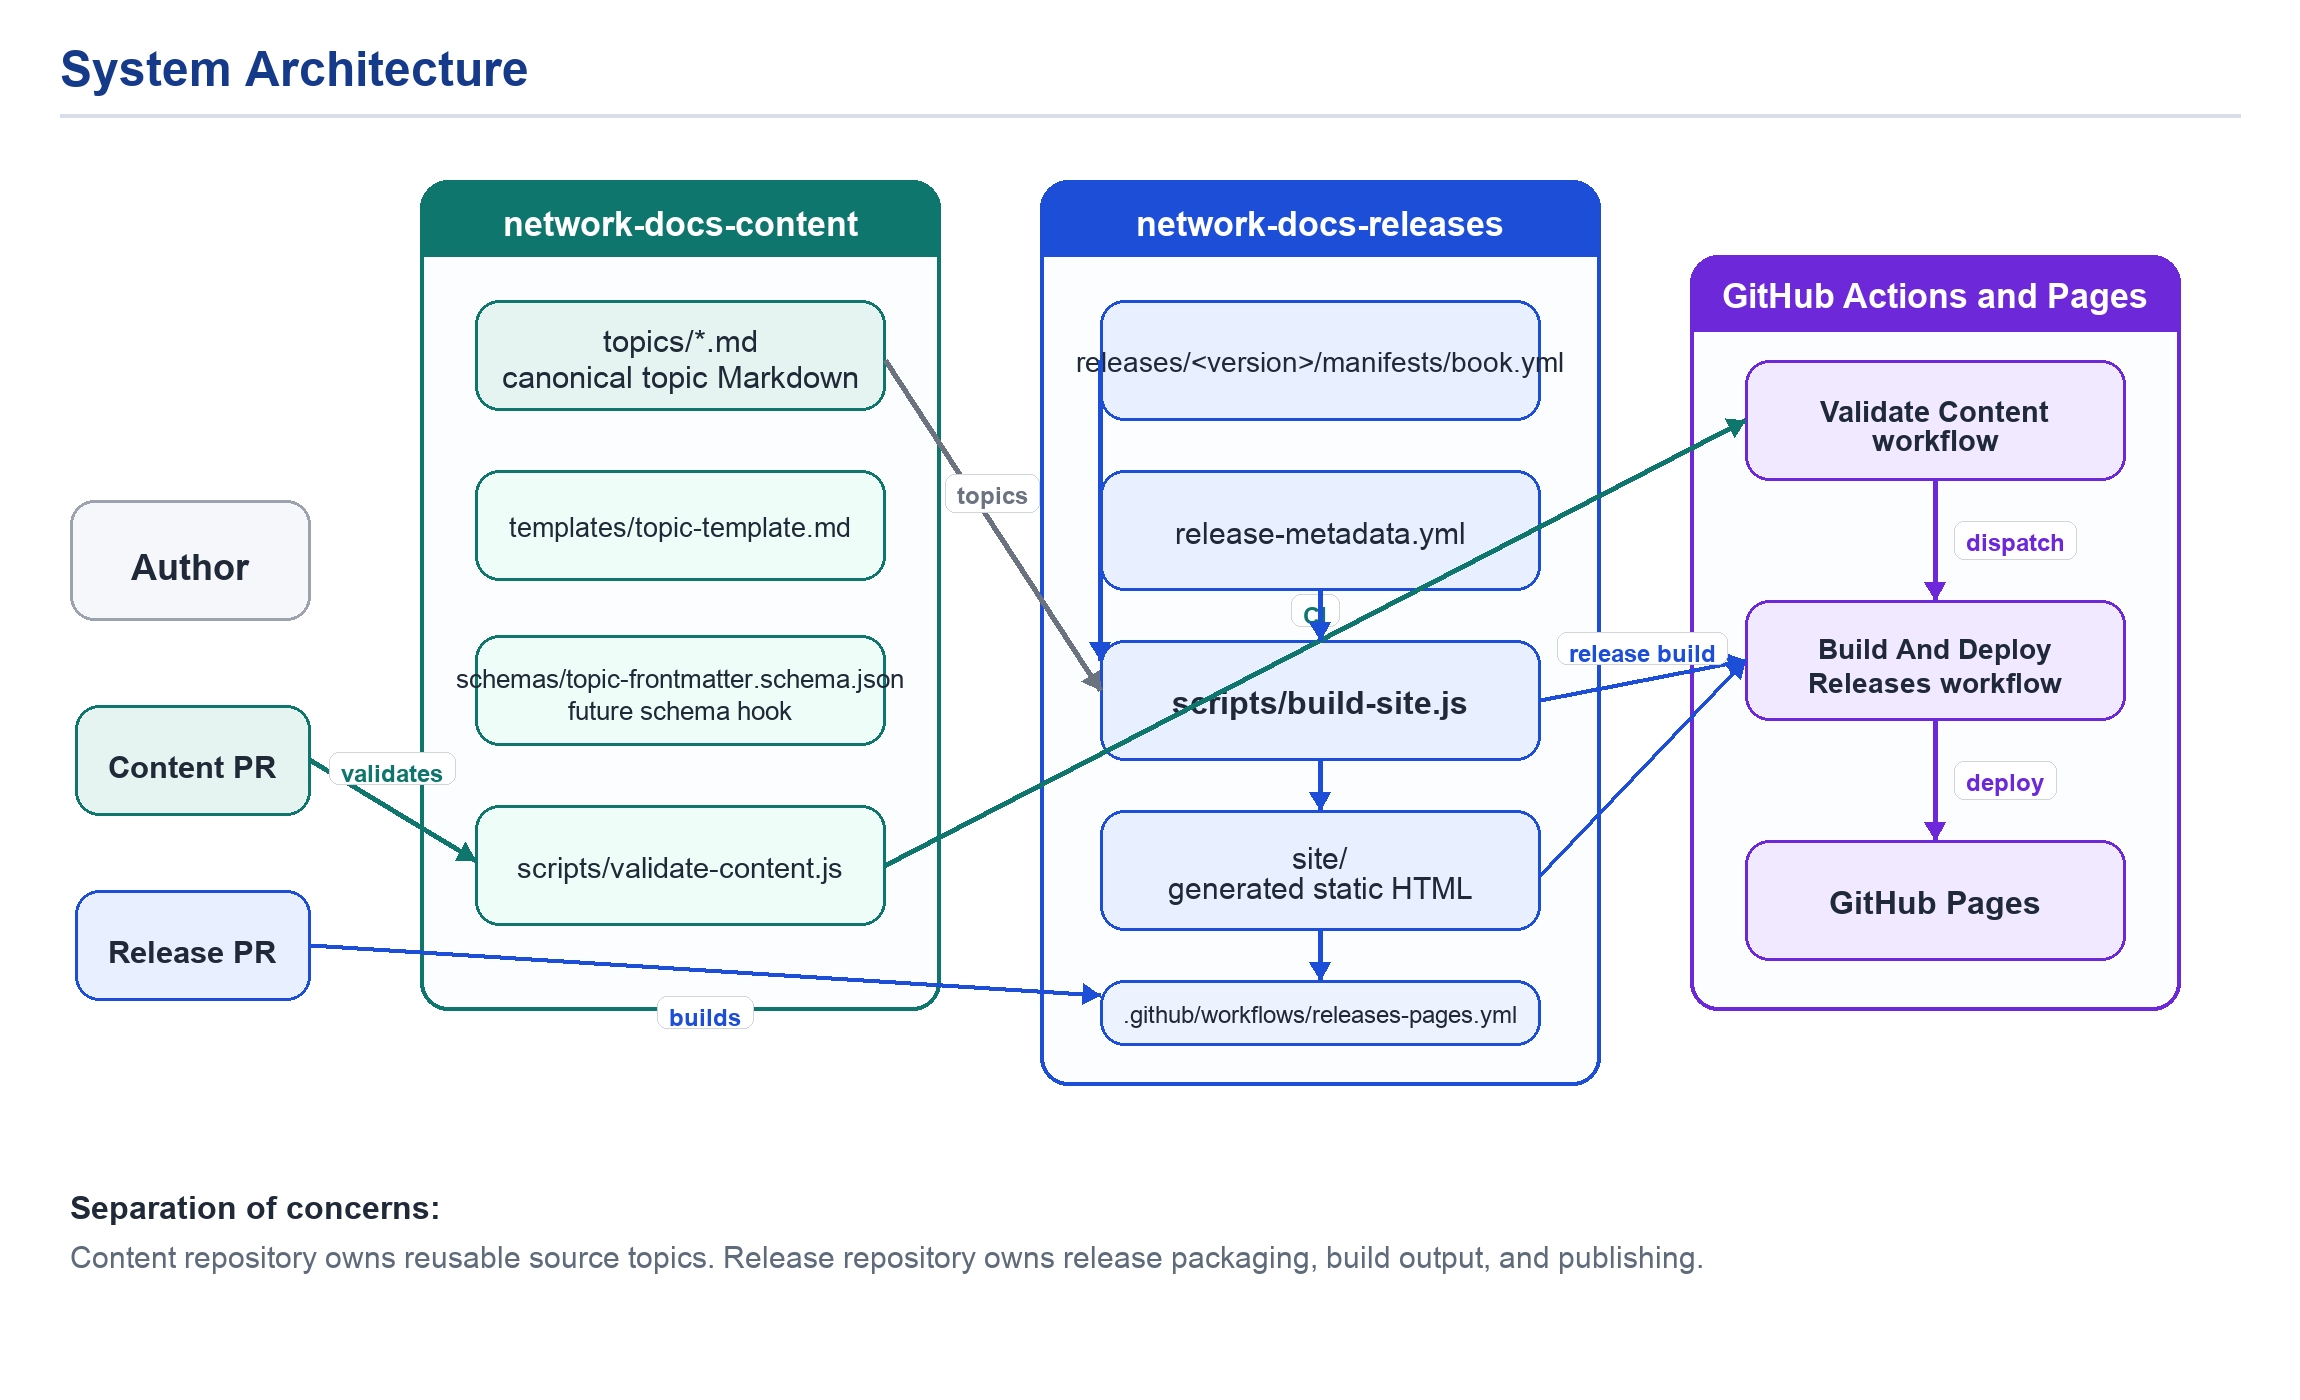 System Architecture
network-docs-content
topics/*.md
canonical topic Markdown
templates/topic-template.md
schemas/topic-frontmatter.schema.json
future schema hook
scripts/validate-content.js
network-docs-releases
releases/<version>/manifests/book.yml
release-metadata.yml
CI
scripts/build-site.js
site/
generated static HTML
.github/workflows/releases-pages.yml
GitHub Actions and Pages
Validate Content
workflow
dispatch
Build And Deploy
Releases workflow
deploy
GitHub Pages
Author
Content PR
Release PR
validates
builds
topics
release build
Separation of concerns:
Content repository owns reusable source topics. Release repository owns release packaging, build output, and publishing.